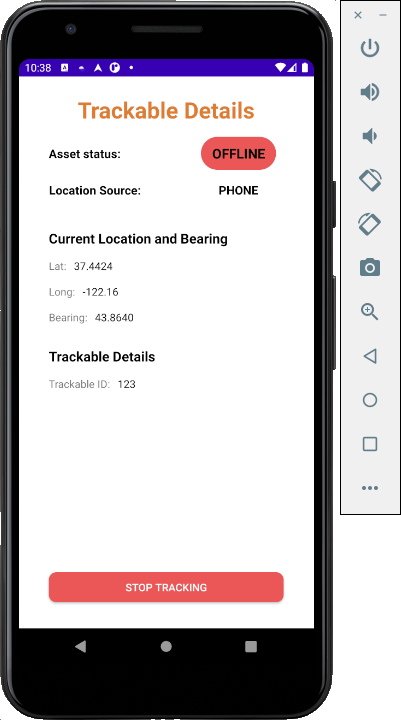 10:38
Trackable Details
Asset status: OFFLINE
Location Source: PHONE
Current Location and Bearing
Lat: 37.4424
Long: -122.16
Bearing: 43.8640
Trackable Details
Trackable ID: 123
STOP TRACKING